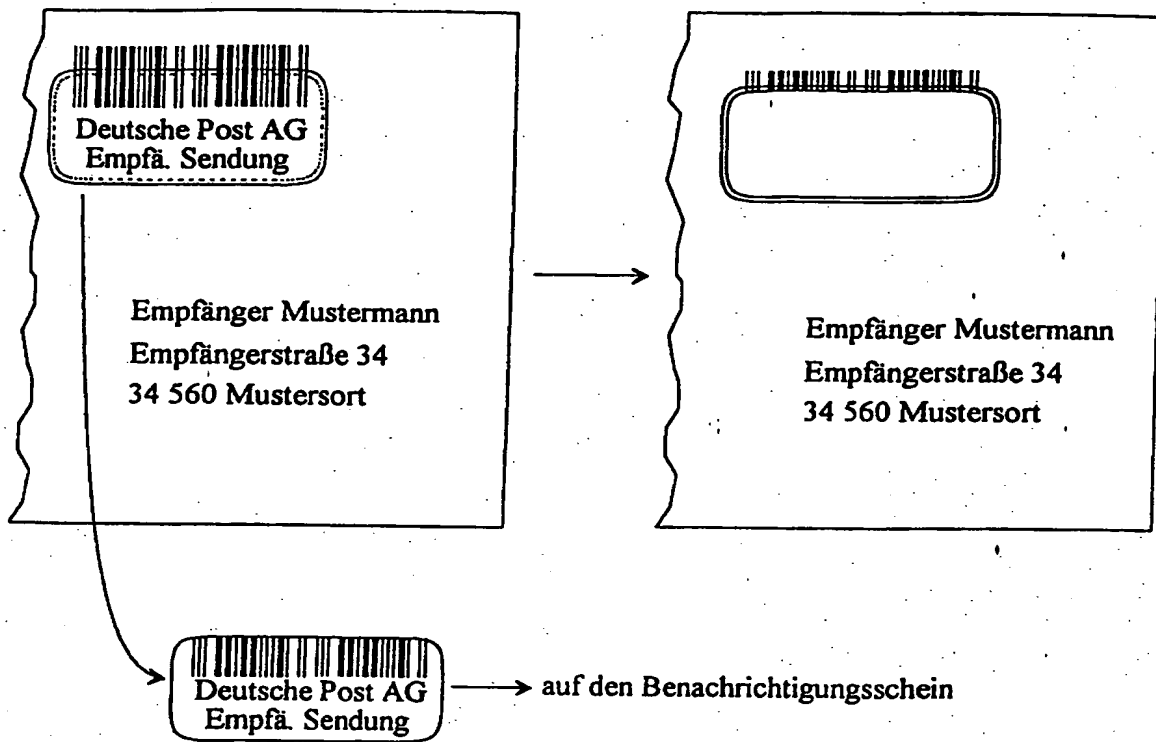 Deutsche Post AG
Empfä. Sendung
Empfänger Mustermann
Empfängerstraße 34
34 560 Mustersort
Empfänger Mustermann
Empfängerstraße 34
34 560 Mustersort
Deutsche Post AG
Empfä. Sendung
auf den Benachrichtigungsschein